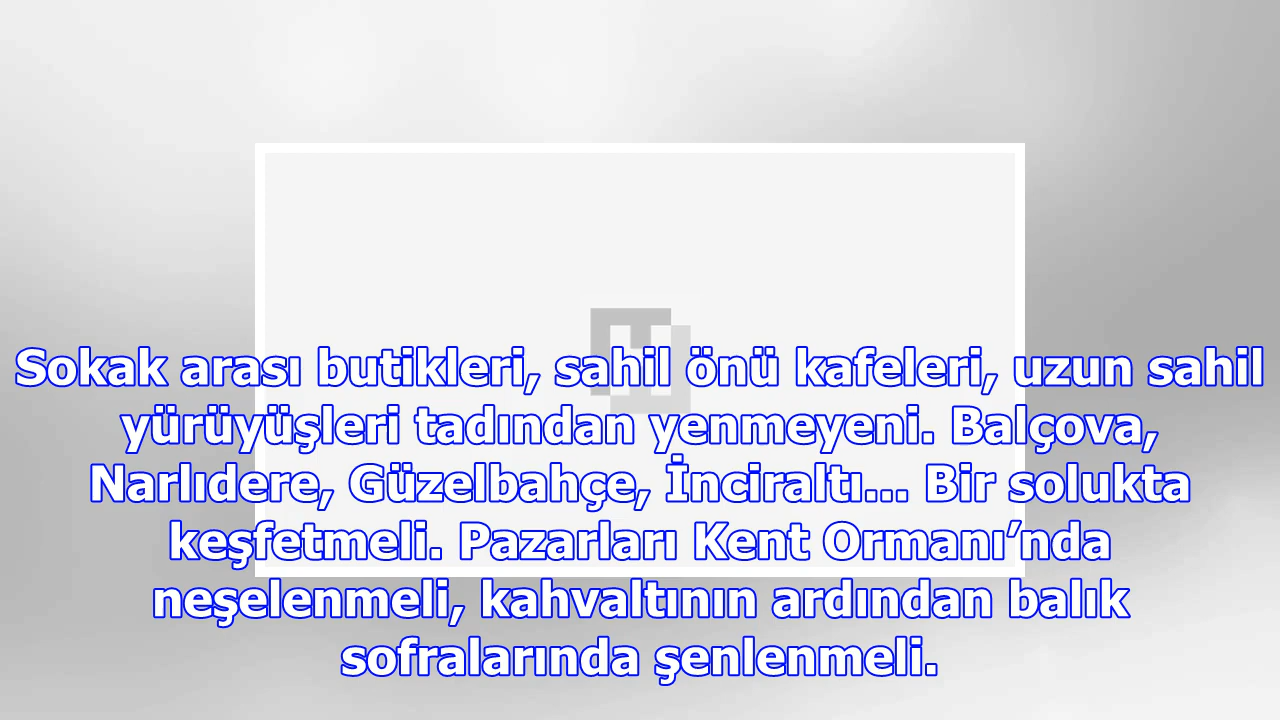 Sokak arası butikleri, sahil önü kafeleri, uzun sahil
yürüyüşleri tadından yenmeyeni. Balçova,
Narlıdere, Güzelbahçe, İnciraltı... Bir solukta
keşfetmeli. Pazarları Kent Ormanı’nda
neşelenmeli, kahvaltının ardından balık
sofralarında şenlenmeli.